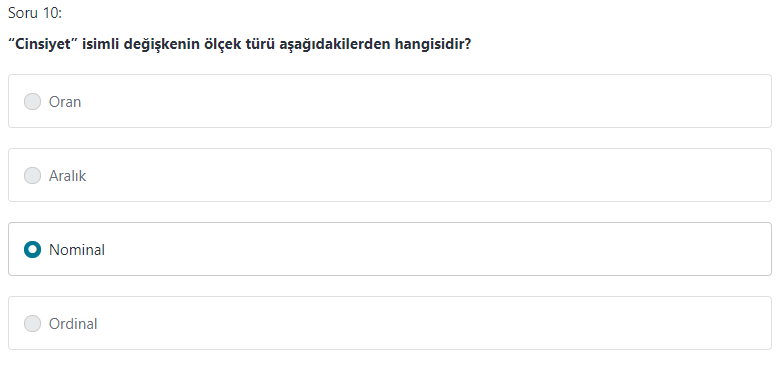 Soru 10:
“Cinsiyet” isimli değişkenin ölçek türü aşağıdakilerden hangisidir?
Oran
Aralık
Nominal
Ordinal